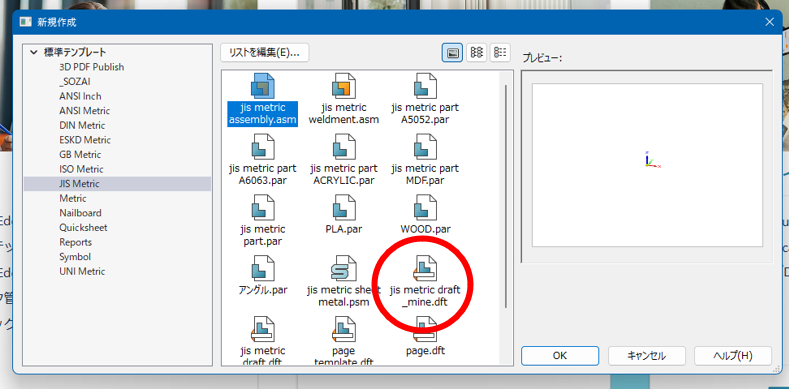 新規作成
標準テンプレート
3D PDF Publish
_SOZAI
ANSI Inch
ANSI Metric
DIN Metric
ESKD Metric
GB Metric
ISO Metric
JIS Metric
Metric
Nailboard
Quicksheet
Reports
Symbol
UNI Metric
リストを編集(E)...
jis metric
assembly.asm
jis metric
weldment.asm
jis metric part
A5052.par
jis metric part
A6063.par
jis metric part
ACRYLIC.par
jis metric part
MDF.par
jis metric
part.par
PLA.par
WOOD.par
アングル.par
jis metric sheet
metal.psm
jis metric draft
_mine.dft
jis metric
draft.dft
page
template.dft
page.dft
プレビュー:
OK
キャンセル
ヘルプ(H)